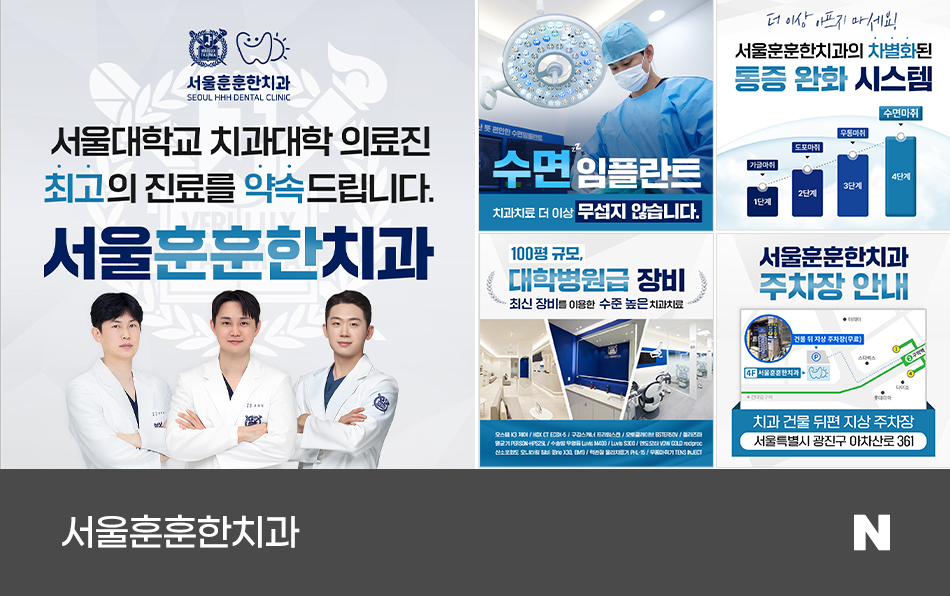 서울훈훈한치과
SEOUL HHH DENTAL CLINIC
서울대학교 치과대학 의료진
최고의 진료를 약속드립니다.
서울훈훈한치과
VERI LUX
수면 임플란트
치과치료 더 이상 무섭지 않습니다.
더 이상 아프지 마세요!
서울훈훈한치과의 차별화된
통증 완화 시스템
가글마취
도포마취
무통마취
수면마취
1단계
2단계
3단계
4단계
100평 규모,
대학병원급 장비
최신 장비를 이용한 수준 높은 치과치료
서울훈훈한치과
주차장 안내
건물 뒤 지상 주차장(무료)
P
스타벅스
4F 서울훈훈한치과
다이소
롯데리아
치과 건물 뒤편 지상 주차장
서울특별시 광진구 아차산로 361
서울훈훈한치과
N